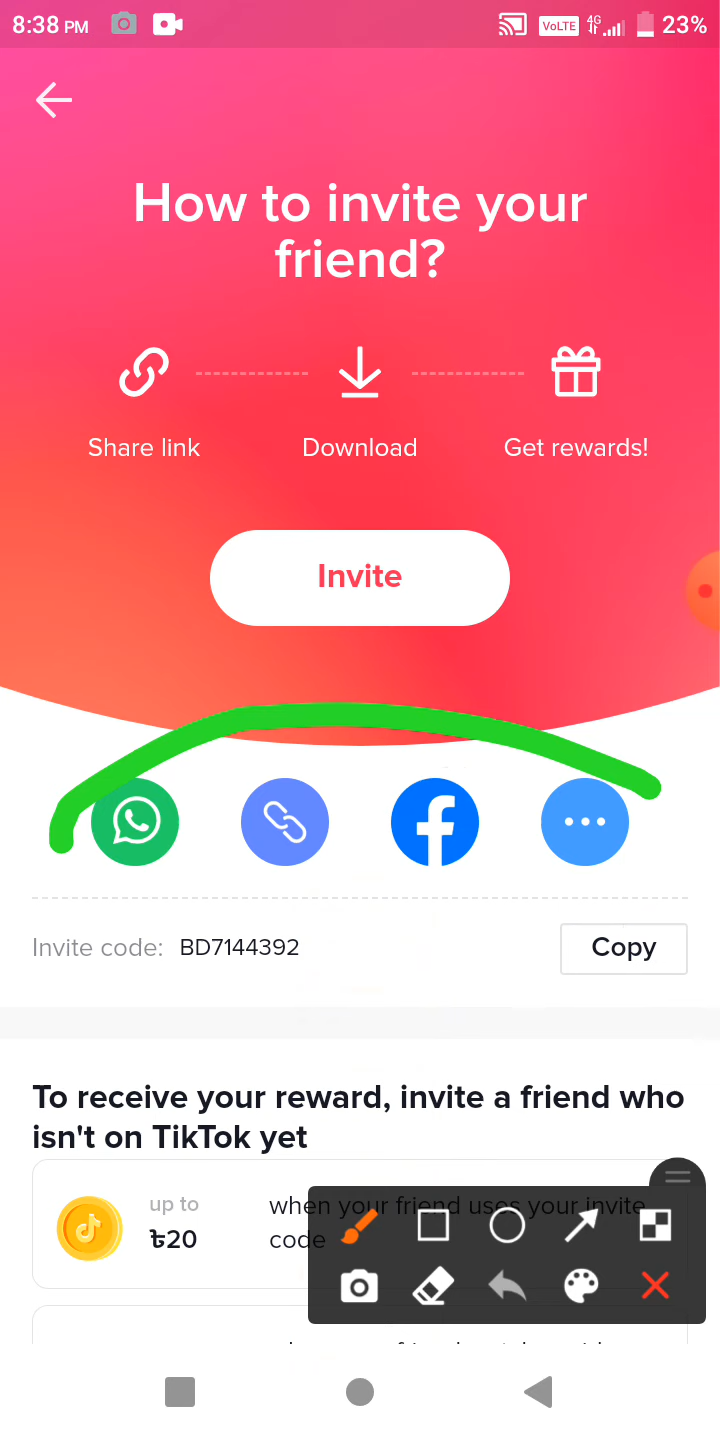 8:38 PM
VoLTE 4G 23%
How to invite your
friend?
Share link Download Get rewards!
Invite
Invite code: BD7144392 Copy
To receive your reward, invite a friend who
isn't on TikTok yet
up to
৳20
when your friend uses your invite
code